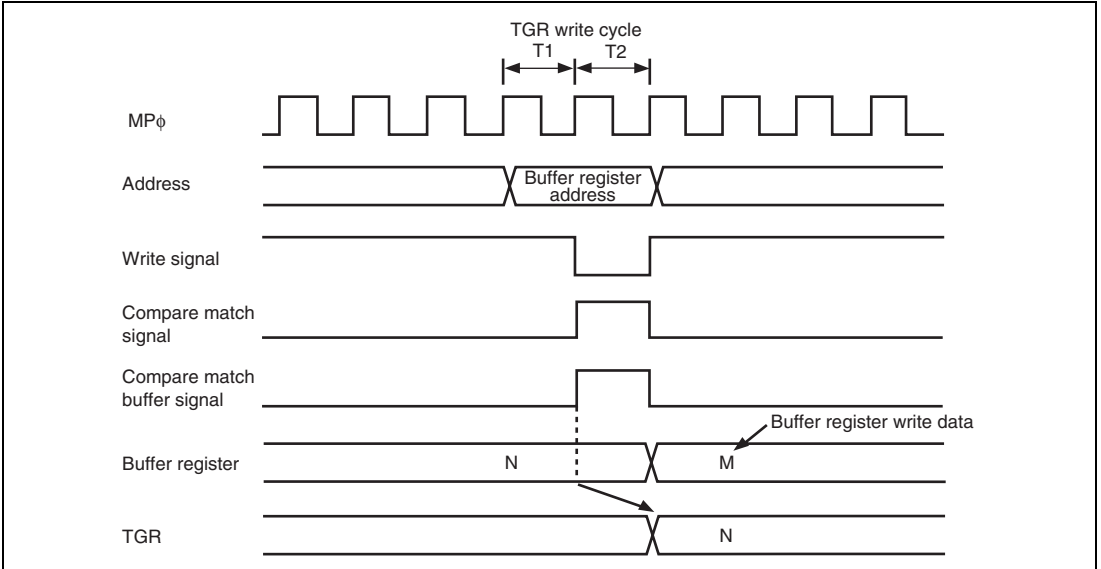 TGR write cycle
T1 T2
MPϕ
Address
Buffer register
address
Write signal
Compare match
signal
Compare match
buffer signal
Buffer register write data
Buffer register
N M
TGR
N